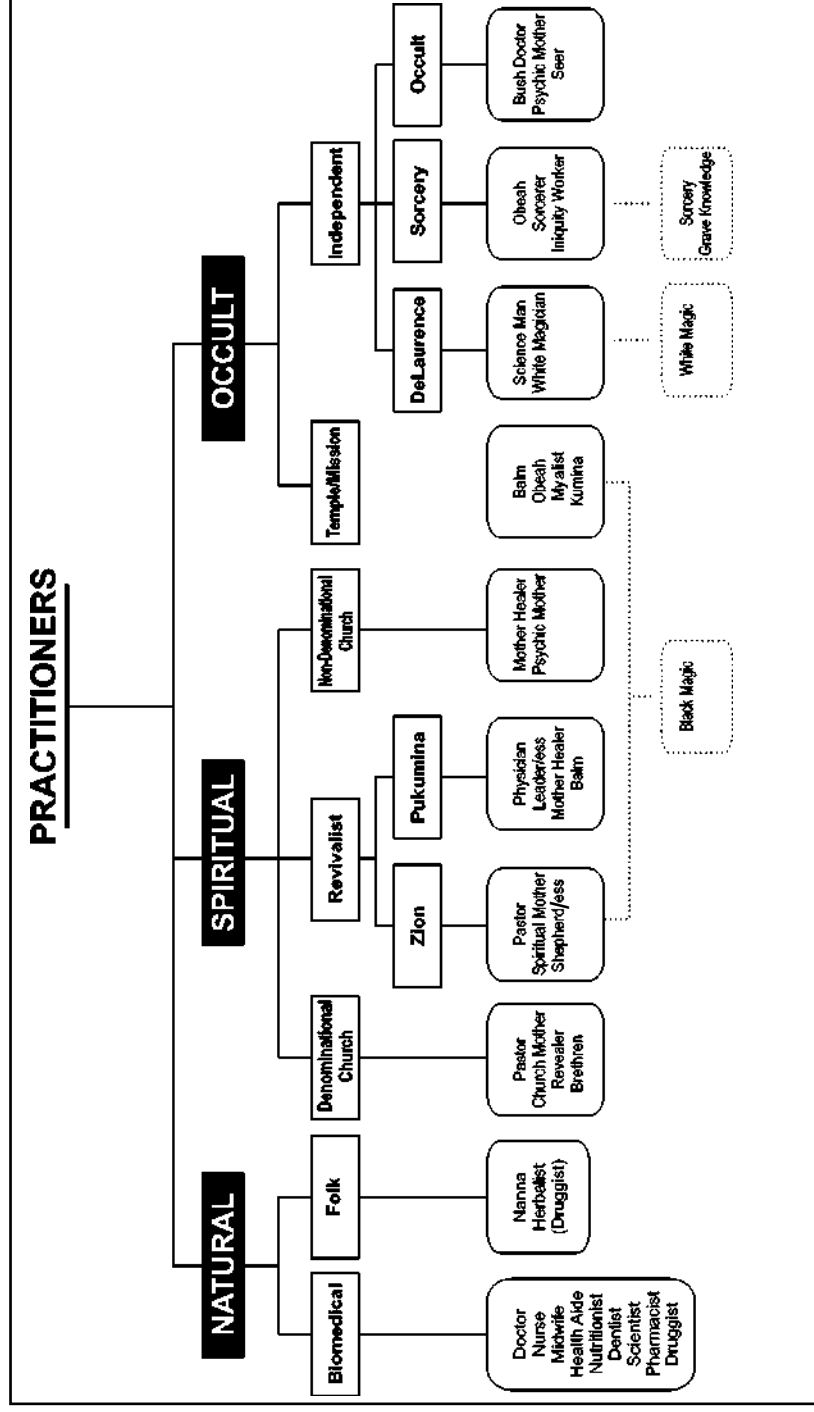 PRACTITIONERS
NATURAL
SPIRITUAL
OCCULT
Biomedical
Folk
Denominational
Church
Revivalist
Non-Denominational
Church
Temple/Mission
Independent
Zion
Pukumina
DeLaurence
Sorcery
Occult
Doctor
Nurse
Midwife
Health Aide
Nutritionist
Dentist
Scientist
Pharmacist
Druggist
Nanna
Herbalist
(Druggist)
Pastor
Church Mother
Revealer
Brethren
Pastor
Spiritual Mother
Shepherd/ess
Physician
Leader/ess
Mother Healer
Balm
Mother Healer
Psychic Mother
Balm
Obeah
Myalist
Kumina
Science Man
White Magician
Obeah
Sorcerer
Iniquity Worker
Bush Doctor
Psychic Mother
Seer
Black Magic
White Magic
Sorcery
Grave Knowledge